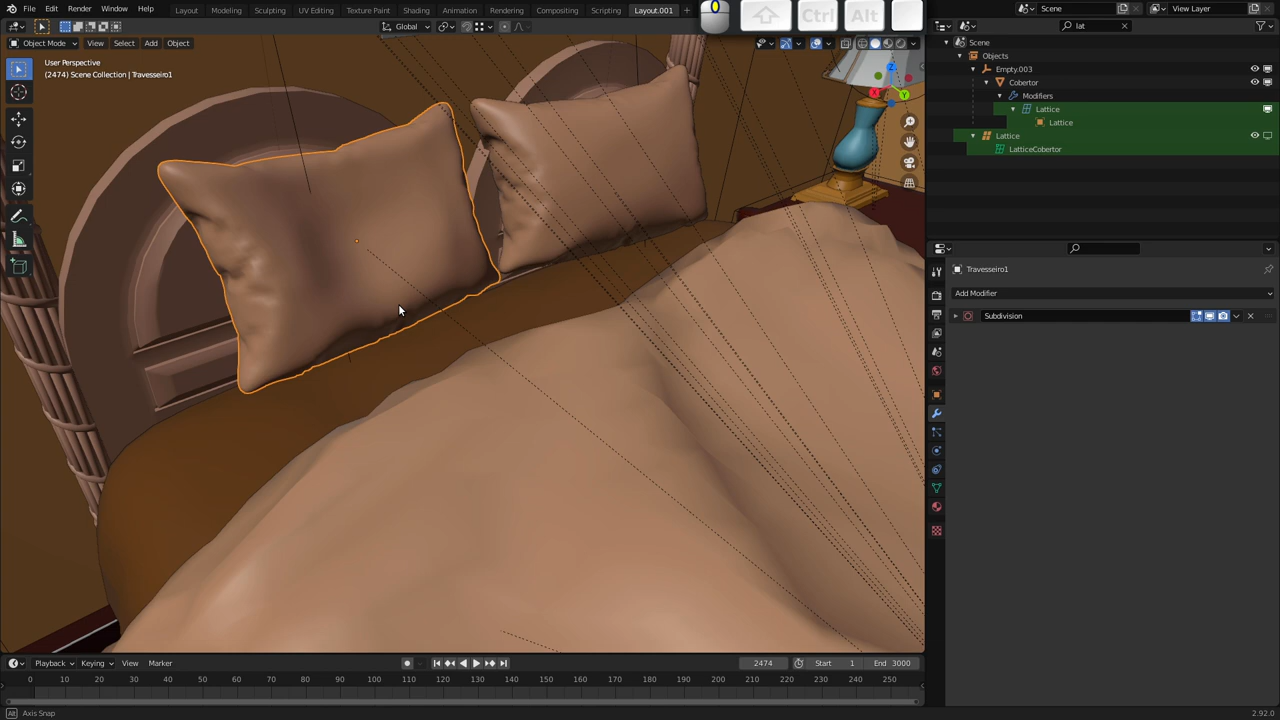 File Edit Render Window Help
Layout Modeling Sculpting UV Editing Texture Paint Shading Animation Rendering Compositing Scripting Layout.001 +
Ctrl Alt
Scene
View Layer
Global
lat
Object Mode View Select Add Object
User Perspective
(2474) Scene Collection | Travesseiro1
X
Y
Z
Scene
Objects
Empty.003
Cobertor
Modifiers
Lattice
Lattice
Lattice
LatticeCobertor
Travesseiro1
Add Modifier
Subdivision
Playback Keying View Marker
2474 Start 1 End 3000
0 10 20 30 40 50 60 70 80 90 100 110 120 130 140 150 160 170 180 190 200 210 220 230 240 250
Alt Axis Snap
2.92.0